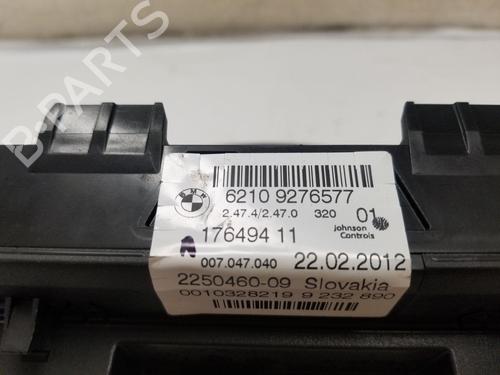 B-PARTS
BMW
6210 9276577
2.47.4/2.47.0 320 01
Johnson Controls
A 176494 11
007.047.040 22.02.2012
2250460-09 Slovakia
0010328219 9 232 890